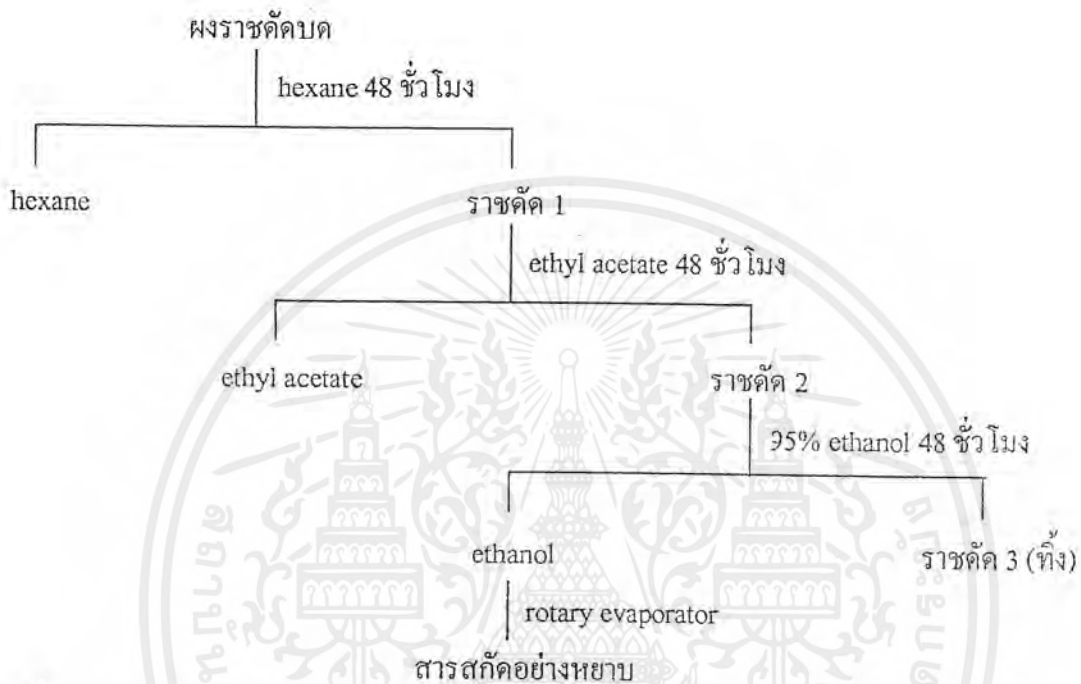 ผงราชดัดบด
hexane 48 ชั่วโมง
hexane
ราชดัด 1
ethyl acetate 48 ชั่วโมง
ethyl acetate
ราชดัด 2
95% ethanol 48 ชั่วโมง
ethanol
ราชดัด 3 (ทิ้ง)
rotary evaporator
สารสกัดอย่างหยาบ